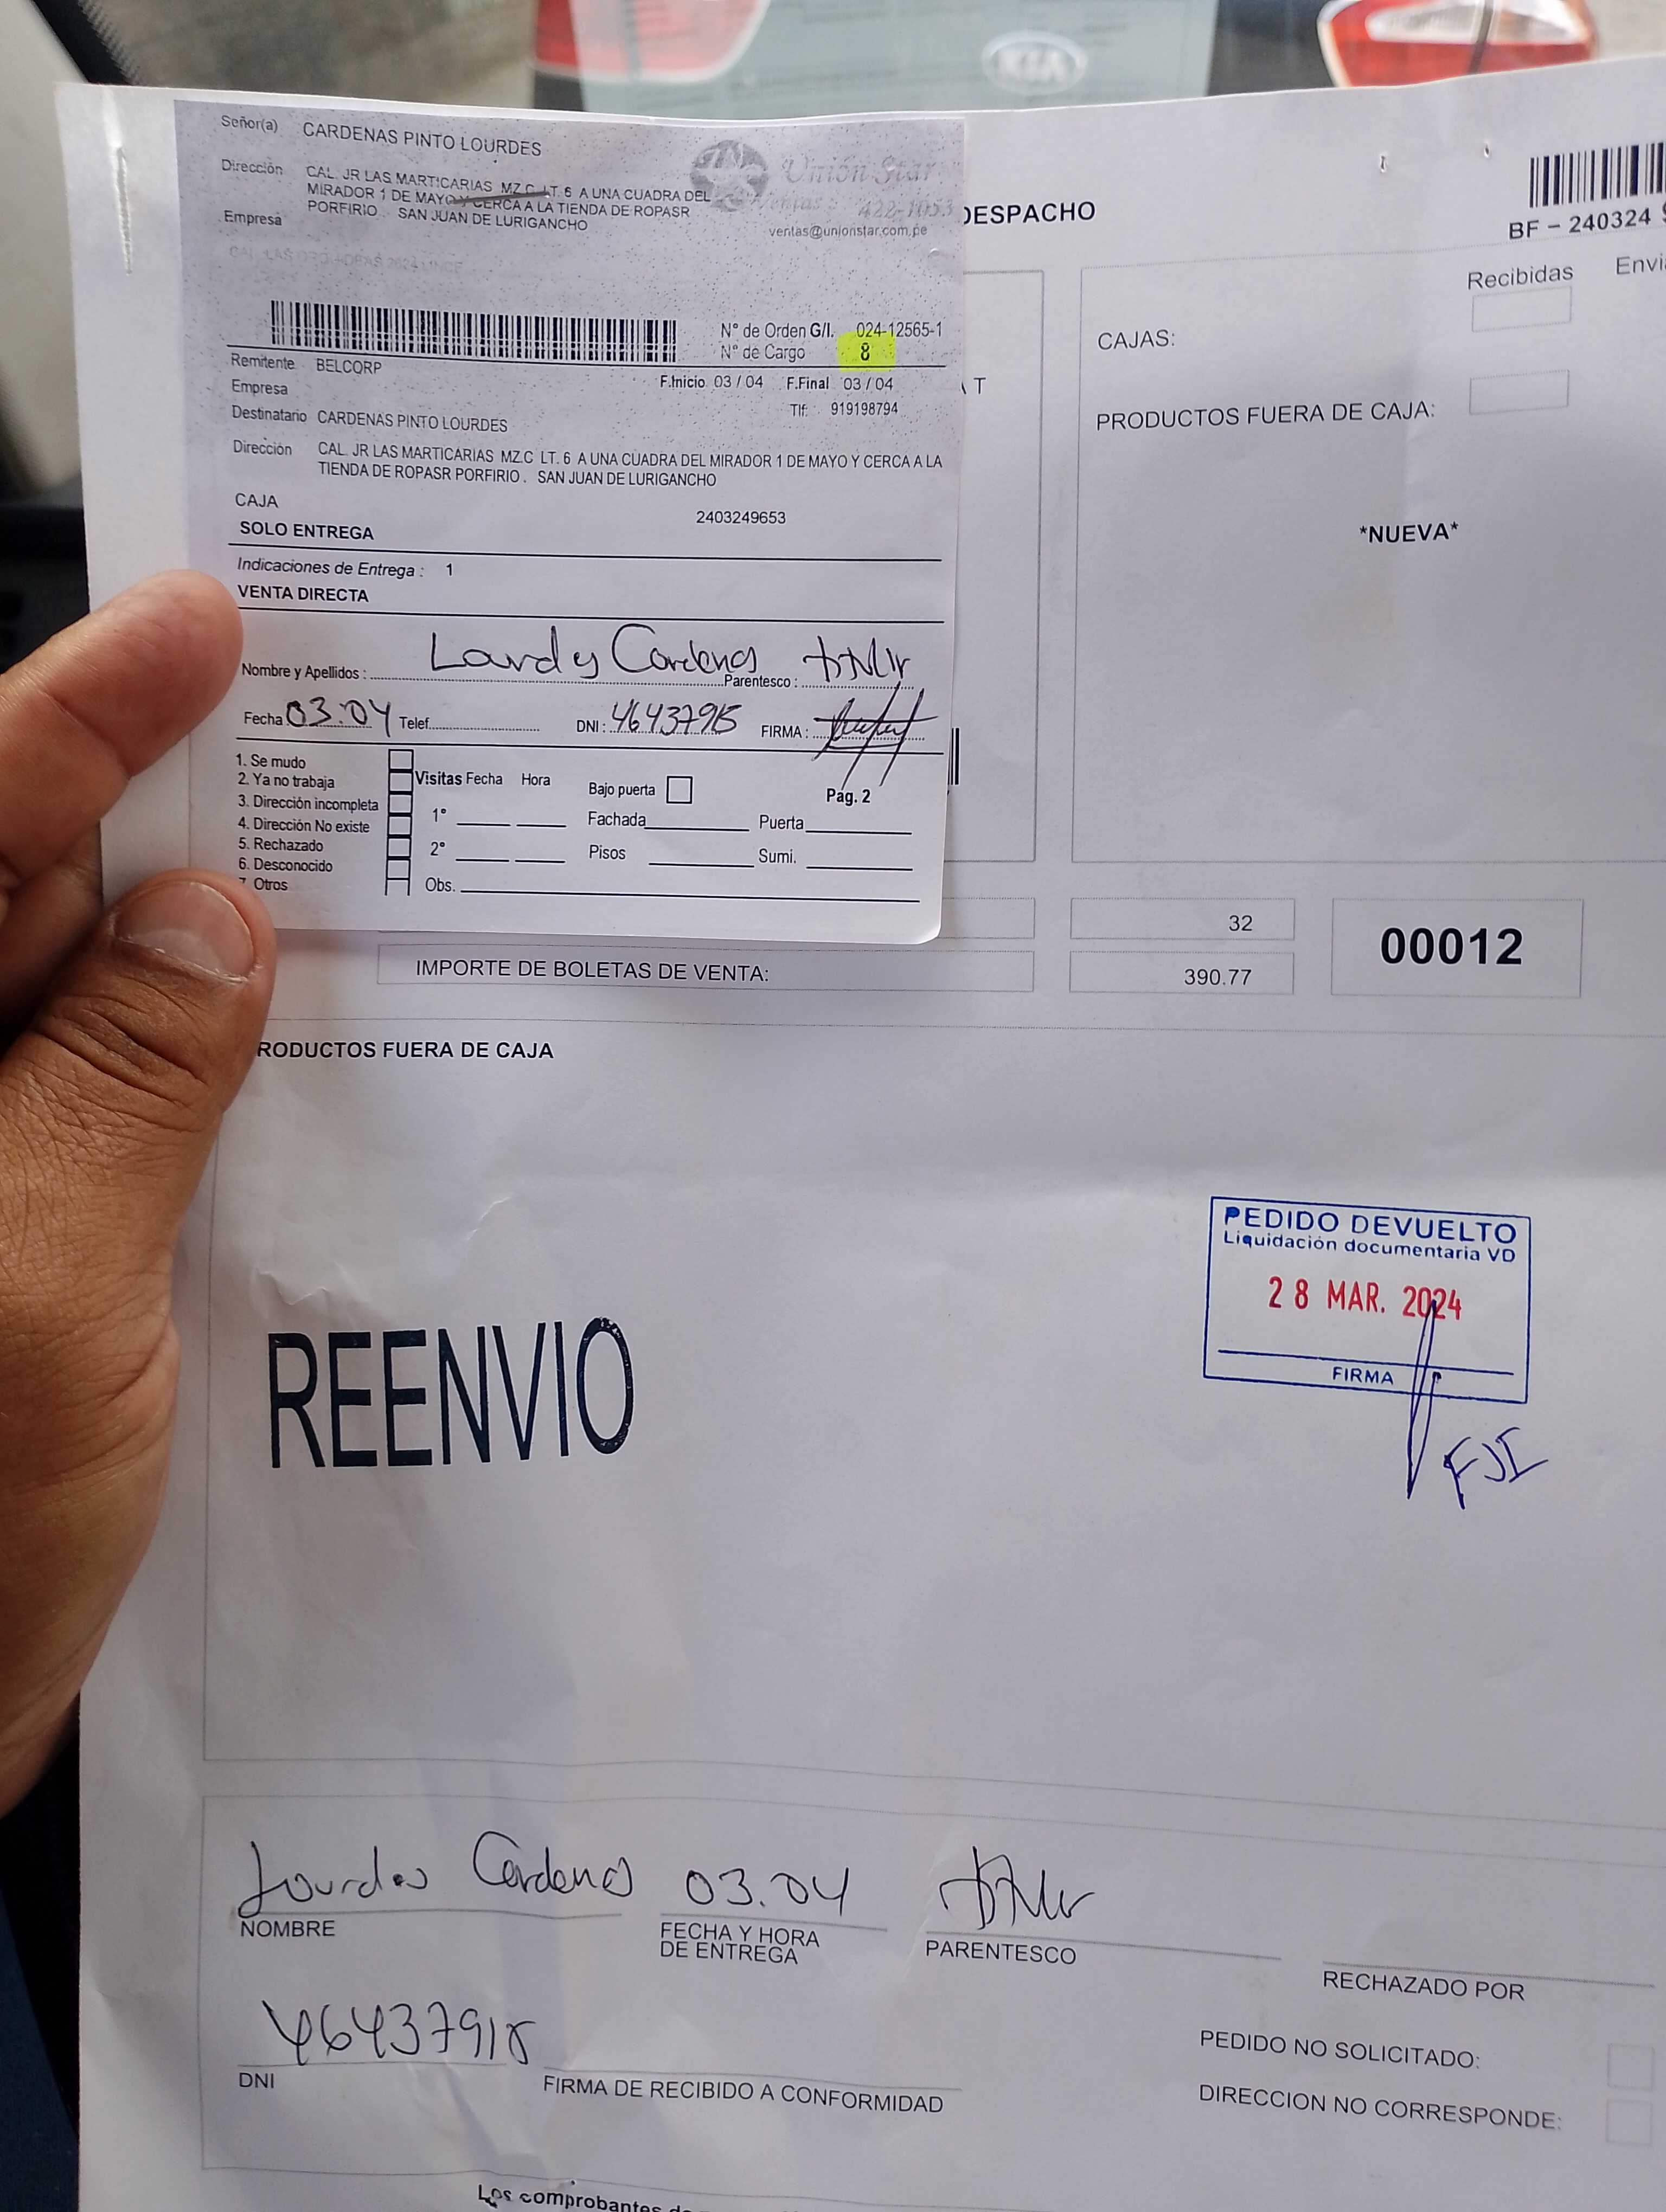 KIA
Señor(a) CARDENAS PINTO LOURDES
Dirección CAL. JR LAS MARTICARIAS MZ.C LT. 6 A UNA CUADRA DEL
MIRADOR 1 DE MAYO Y CERCA A LA TIENDA DE ROPASR
PORFIRIO. SAN JUAN DE LURIGANCHO
Empresa
Unión Star
Ventas: 422-1053
ventas@unionstar.com.pe
N° de Orden G/I. 024-12565-1
N° de Cargo 8
Remitente BELCORP
F.Inicio 03 / 04 F.Final 03 / 04
Empresa
Tlf: 919198794
Destinatario CARDENAS PINTO LOURDES
Dirección CAL. JR LAS MARTICARIAS MZ.C LT. 6 A UNA CUADRA DEL MIRADOR 1 DE MAYO Y CERCA A LA
TIENDA DE ROPASR PORFIRIO. SAN JUAN DE LURIGANCHO
CAJA 2403249653
SOLO ENTREGA
Indicaciones de Entrega : 1
VENTA DIRECTA
Nombre y Apellidos : Lourdes Cardenas Parentesco :
Fecha 03.04 Telef. DNI : FIRMA :
1. Se mudo
2. Ya no trabaja
3. Dirección incompleta
4. Dirección No existe
5. Rechazado
6. Desconocido
7. Otros
Visitas Fecha Hora
1°
2°
Obs.
Bajo puerta
Fachada Puerta
Pisos Sumi.
Pág. 2
DESPACHO
BF - 240324 9
Recibidas Envi
CAJAS:
PRODUCTOS FUERA DE CAJA:
*NUEVA*
T
32
IMPORTE DE BOLETAS DE VENTA: 390.77
00012
RODUCTOS FUERA DE CAJA
PEDIDO DEVUELTO
Liquidación documentaria VD
28 MAR. 2024
FIRMA
REENVIO
Lourdes Cardenas 03.04
NOMBRE
FECHA Y HORA
DE ENTREGA
PARENTESCO
RECHAZADO POR
46437918
DNI
FIRMA DE RECIBIDO A CONFORMIDAD
PEDIDO NO SOLICITADO:
DIRECCION NO CORRESPONDE:
Los comprobantes de